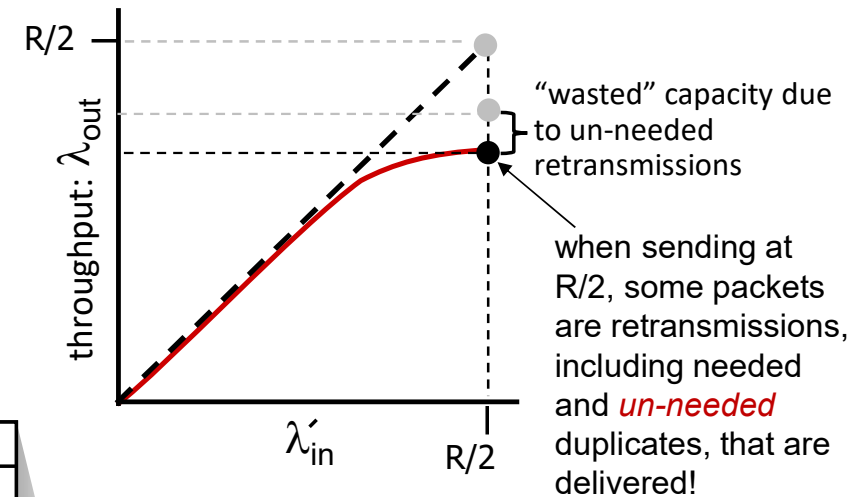 R/2
throughput: λout
λ′in
R/2
“wasted” capacity due
to un-needed
retransmissions
when sending at
R/2, some packets
are retransmissions,
including needed
and un-needed
duplicates, that are
delivered!